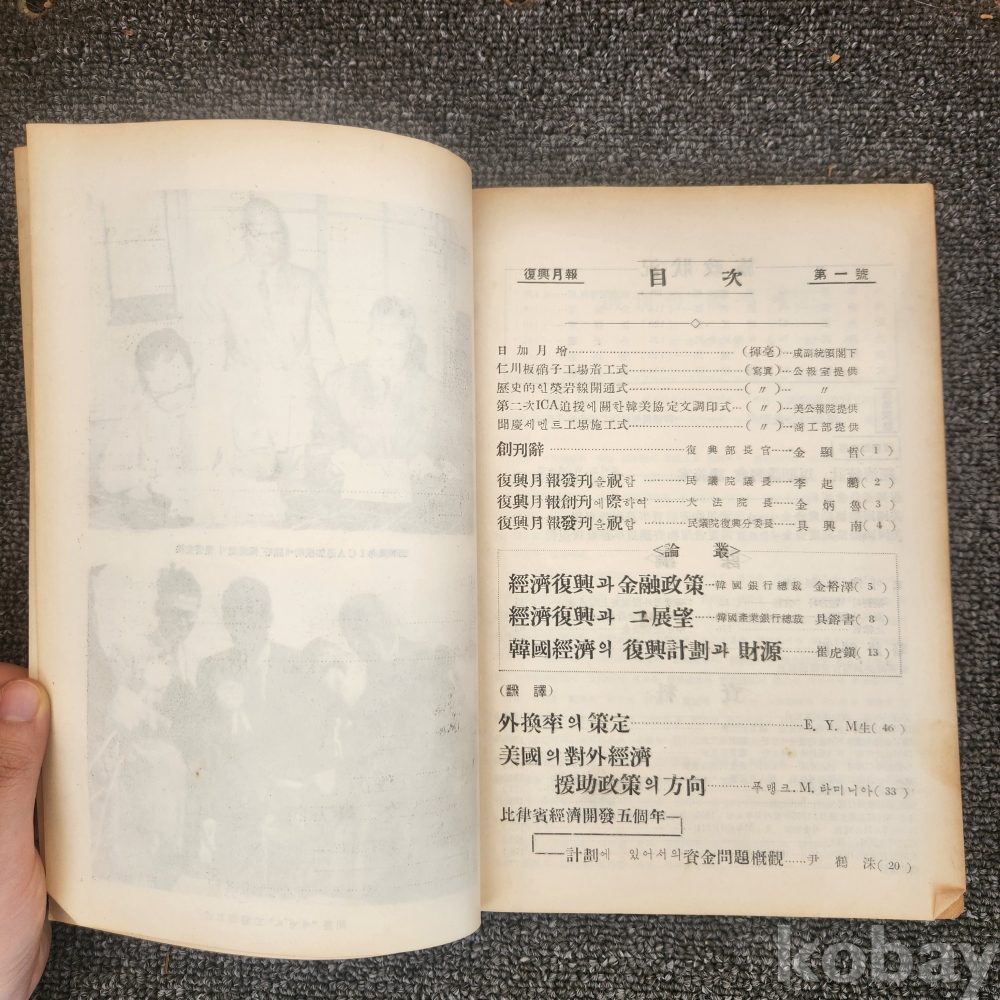 復興月報 目次 第一號
日加月增 (揮毫) 咸副統領閣下
仁川板硝子工場着工式 (寫眞) 公報室提供
歷史的인榮岩線開通式 (〃) 〃
第二次ICA追援에關한韓美協定文調印式 (〃) 美公報院提供
聞慶세멘트工場施工式 (〃) 商工部提供
創刊辭 復興部長官 金顯哲 (1)
復興月報發刊을祝함 民議院議長 李起鵬 (2)
復興月報創刊에際하여 大法院長 金炳魯 (3)
復興月報發刊을祝함 民議院復興分委長 具興南 (4)
<論叢>
經濟復興과金融政策 韓國銀行總裁 金裕澤 (5)
經濟復興과 그展望 韓國產業銀行總裁 具鎔書 (8)
韓國經濟의 復興計劃과 財源 崔虎鎭 (13)
(飜譯)
外換率의 策定 E. Y. M生 (46)
美國의對外經濟
援助政策의方向 푸랭크.M.타미니아 (33)
比律賓經濟開發五個年
計劃에 있어서의資金問題槪觀 尹鶴洙 (20)
kobay